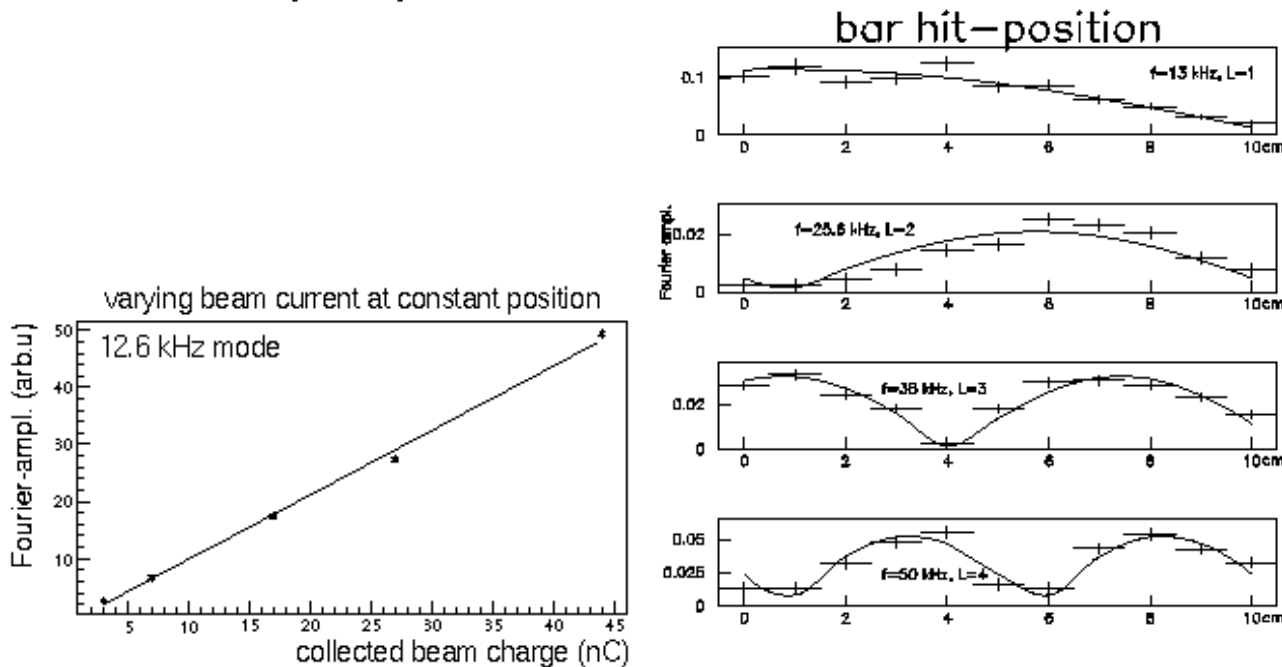 varying beam current at constant position
12.6 kHz mode
Fourier-ampl. (arb.u)
50
40
30
20
10
5 10 15 20 25 30 35 40 45
collected beam charge (nC)
bar hit-position
f=13 kHz, L=1
0.1
0
0 2 4 6 8 10cm
Fourier ampl.
f=25.6 kHz, L=2
0.02
0
0 2 4 6 8 10cm
f=38 kHz, L=3
0.02
0
0 2 4 6 8 10cm
f=50 kHz, L=4
0.05
0.025
0
0 2 4 6 8 10cm